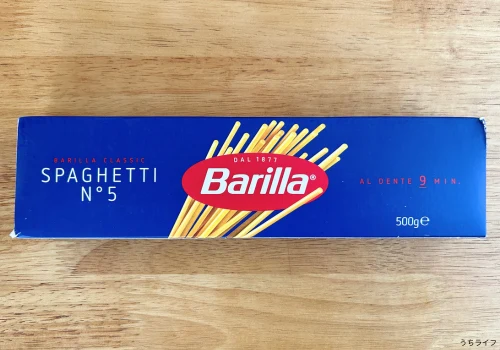 BARILLA CLASSIC
SPAGHETTI
N°5
DAL 1877
Barilla®
AL DENTE 9 MIN.
500g℮
うちライフ